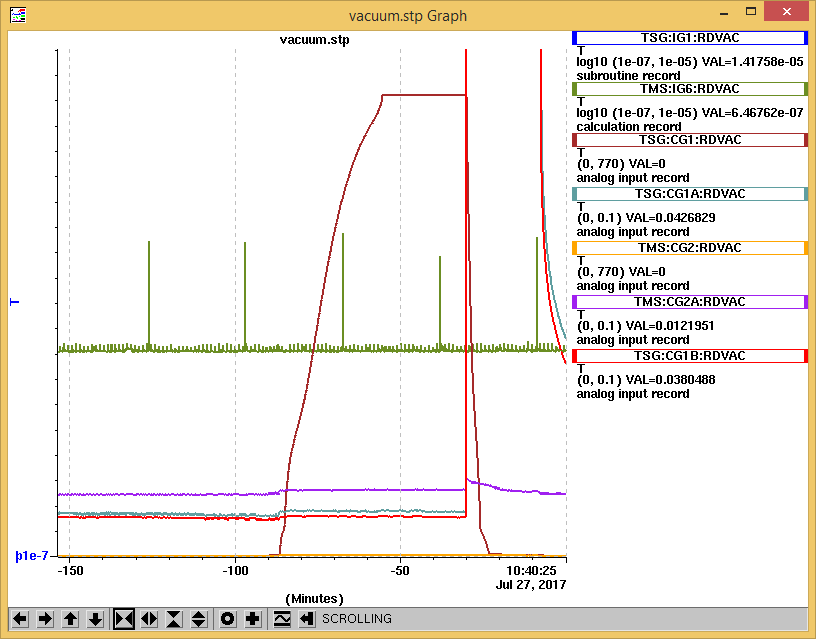 vacuum.stp Graph
vacuum.stp
T
þ1e-7
-150
-100
-50
10:40:25
Jul 27, 2017
(Minutes)
TSG:IG1:RDVAC
T
log10 (1e-07, 1e-05) VAL=1.41758e-05
subroutine record
TMS:IG6:RDVAC
T
log10 (1e-07, 1e-05) VAL=6.46762e-07
calculation record
TSG:CG1:RDVAC
T
(0, 770) VAL=0
analog input record
TSG:CG1A:RDVAC
T
(0, 0.1) VAL=0.0426829
analog input record
TMS:CG2:RDVAC
T
(0, 770) VAL=0
analog input record
TMS:CG2A:RDVAC
T
(0, 0.1) VAL=0.0121951
analog input record
TSG:CG1B:RDVAC
T
(0, 0.1) VAL=0.0380488
analog input record
SCROLLING